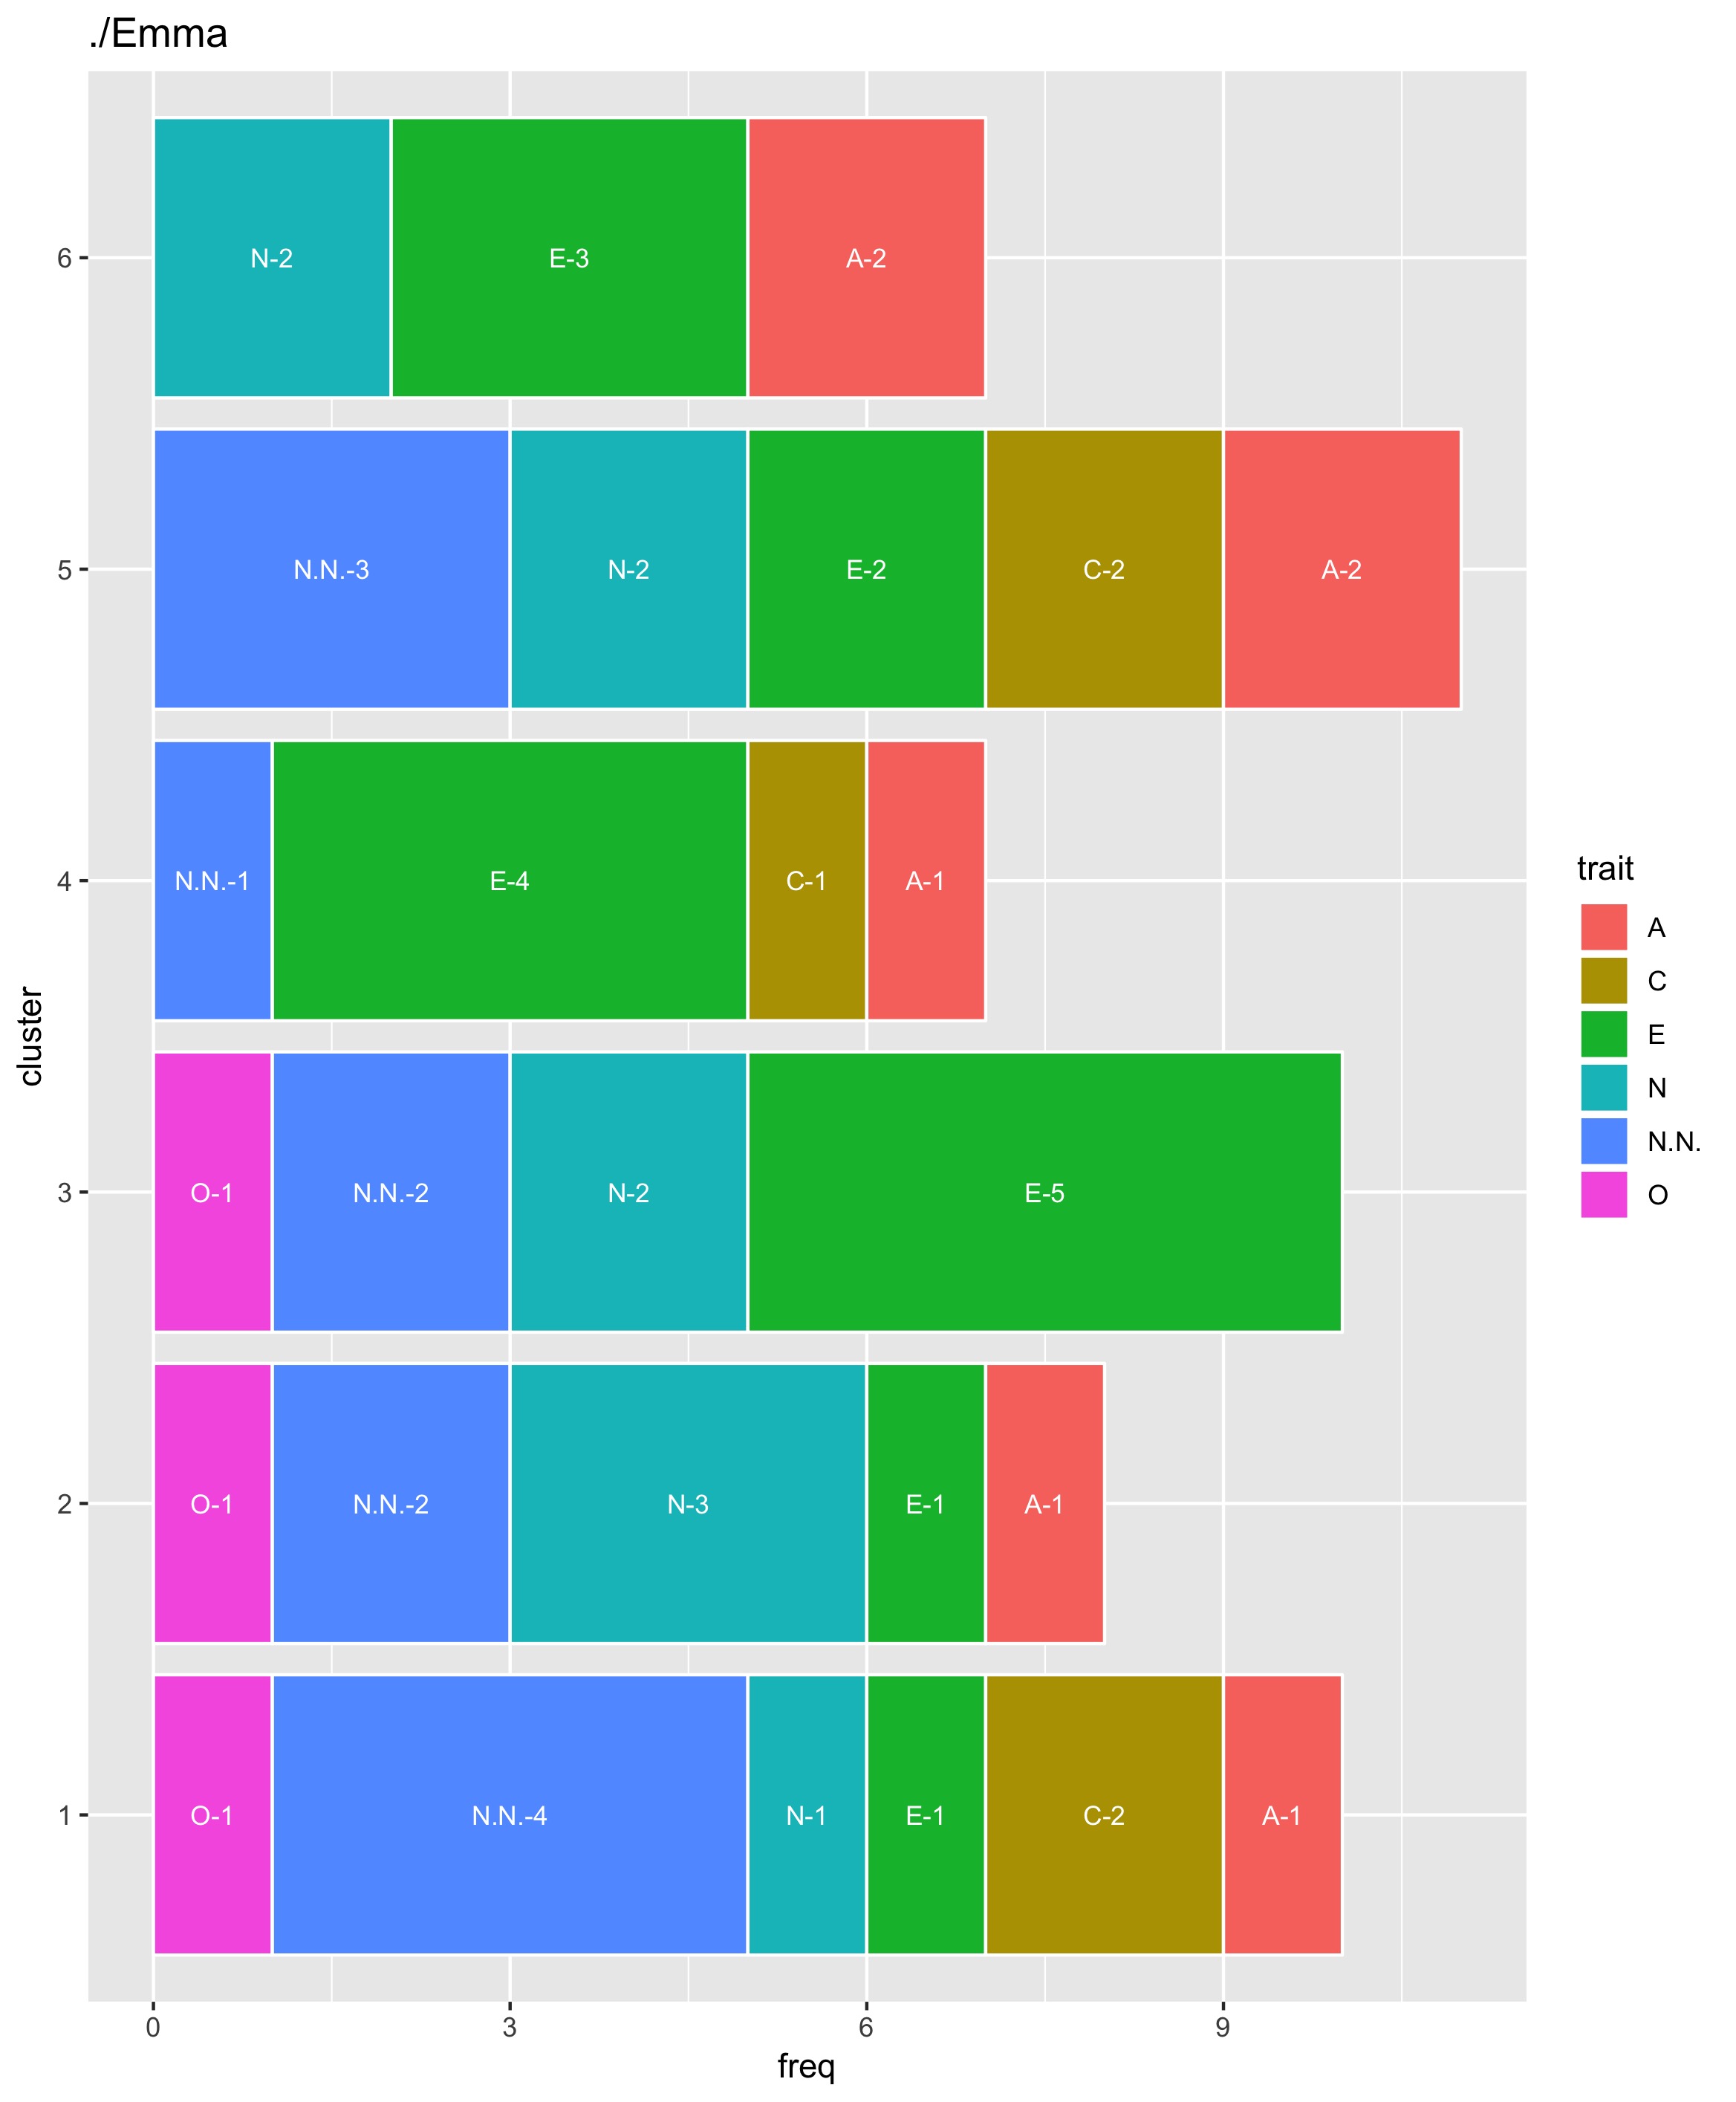 ./Emma
6
N-2 E-3 A-2
5
N.N.-3 N-2 E-2 C-2 A-2
4
N.N.-1 E-4 C-1 A-1
3
O-1 N.N.-2 N-2 E-5
2
O-1 N.N.-2 N-3 E-1 A-1
1
O-1 N.N.-4 N-1 E-1 C-2 A-1
cluster
0 3 6 9
freq
trait
A
C
E
N
N.N.
O